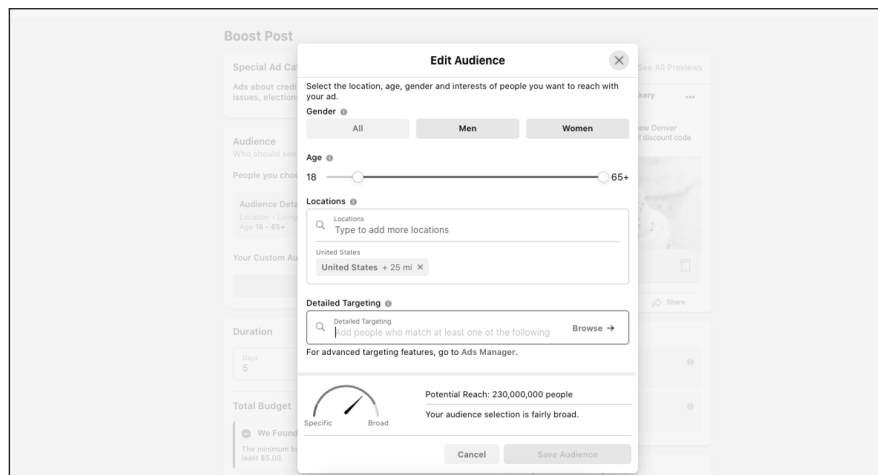 Boost Post
Special Ad Ca
Ads about credi
issues, election
Audience
Who should see
People you choo
Audience Deta
Location - Living
Age 18 - 65+
Your Custom Au
Duration
Days
5
Total Budget
We Found
The minimum bu
least $5.00.
Edit Audience
Select the location, age, gender and interests of people you want to reach with
your ad.
Gender
All Men Women
Age
18 65+
Locations
Locations
Type to add more locations
United States
United States + 25 mi ×
Detailed Targeting
Detailed Targeting
Add people who match at least one of the following Browse →
For advanced targeting features, go to Ads Manager.
Specific Broad
Potential Reach: 230,000,000 people
Your audience selection is fairly broad.
Cancel Save Audience
See All Previews
kery
ew Denver
discount code
Share